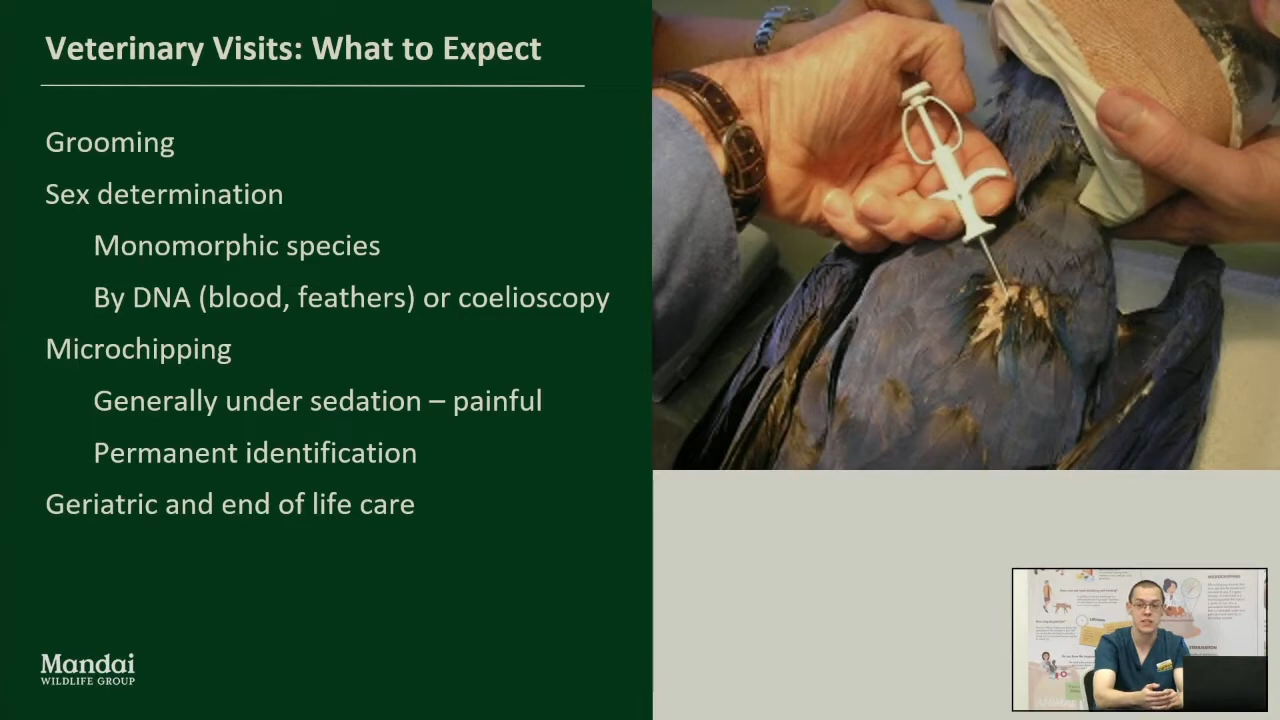 Veterinary Visits: What to Expect
Grooming
Sex determination
Monomorphic species
By DNA (blood, feathers) or coelioscopy
Microchipping
Generally under sedation – painful
Permanent identification
Geriatric and end of life care
Mandai
WILDLIFE GROUP